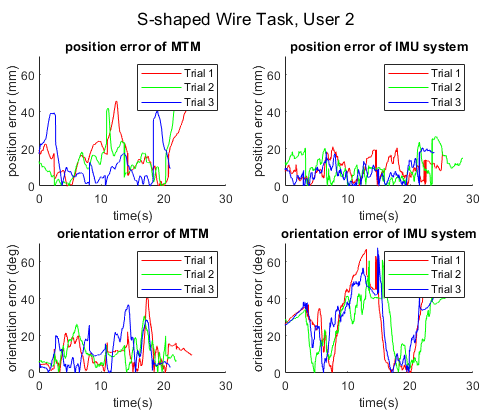 S-shaped Wire Task, User 2
position error of MTM
position error (mm)
60
40
20
0
Trial 1
Trial 2
Trial 3
0 10 20 30
time(s)
position error of IMU system
position error (mm)
60
40
20
0
Trial 1
Trial 2
Trial 3
0 10 20 30
time(s)
orientation error of MTM
orientation error (deg)
60
40
20
0
Trial 1
Trial 2
Trial 3
0 10 20 30
time(s)
orientation error of IMU system
orientation error (deg)
60
40
20
0
Trial 1
Trial 2
Trial 3
0 10 20 30
time(s)